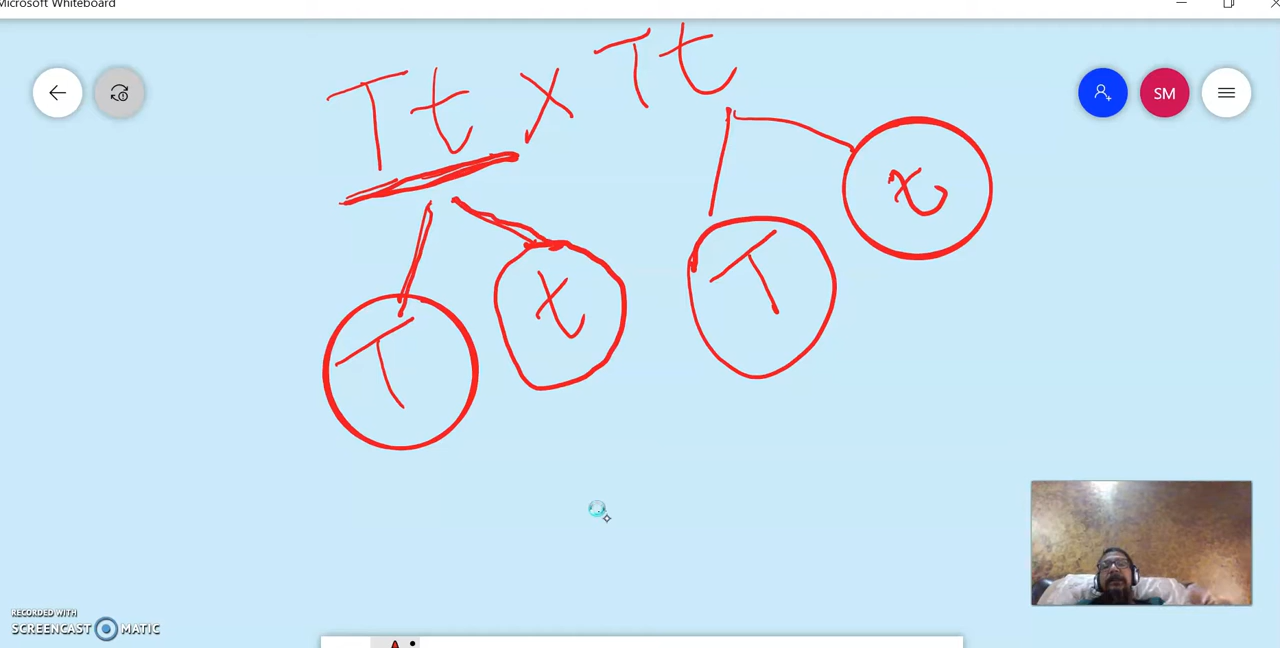 Microsoft Whiteboard
Tt x Tt
SM
T t T t
RECORDED WITH
SCREENCAST MATIC